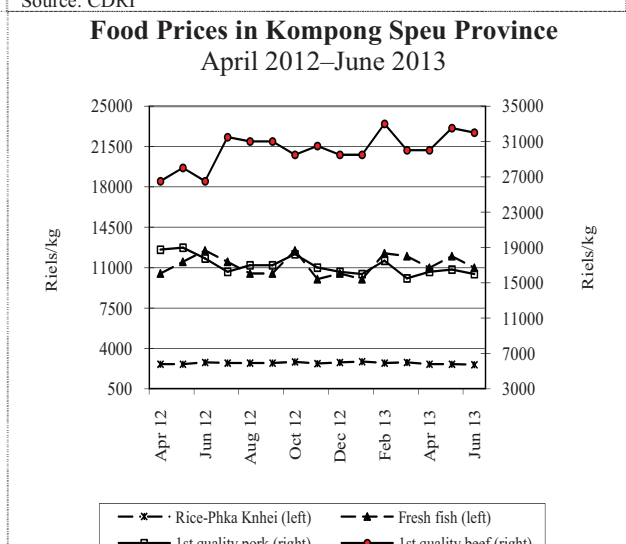 Source: CDRI
Food Prices in Kompong Speu Province
April 2012–June 2013
25000
21500
18000
14500
11000
7500
4000
500
Riels/kg
35000
31000
27000
23000
19000
15000
11000
7000
3000
Riels/kg
Apr 12
Jun 12
Aug 12
Oct 12
Dec 12
Feb 13
Apr 13
Jun 13
Rice-Phka Knhei (left) Fresh fish (left)
1st quality pork (right) 1st quality beef (right)